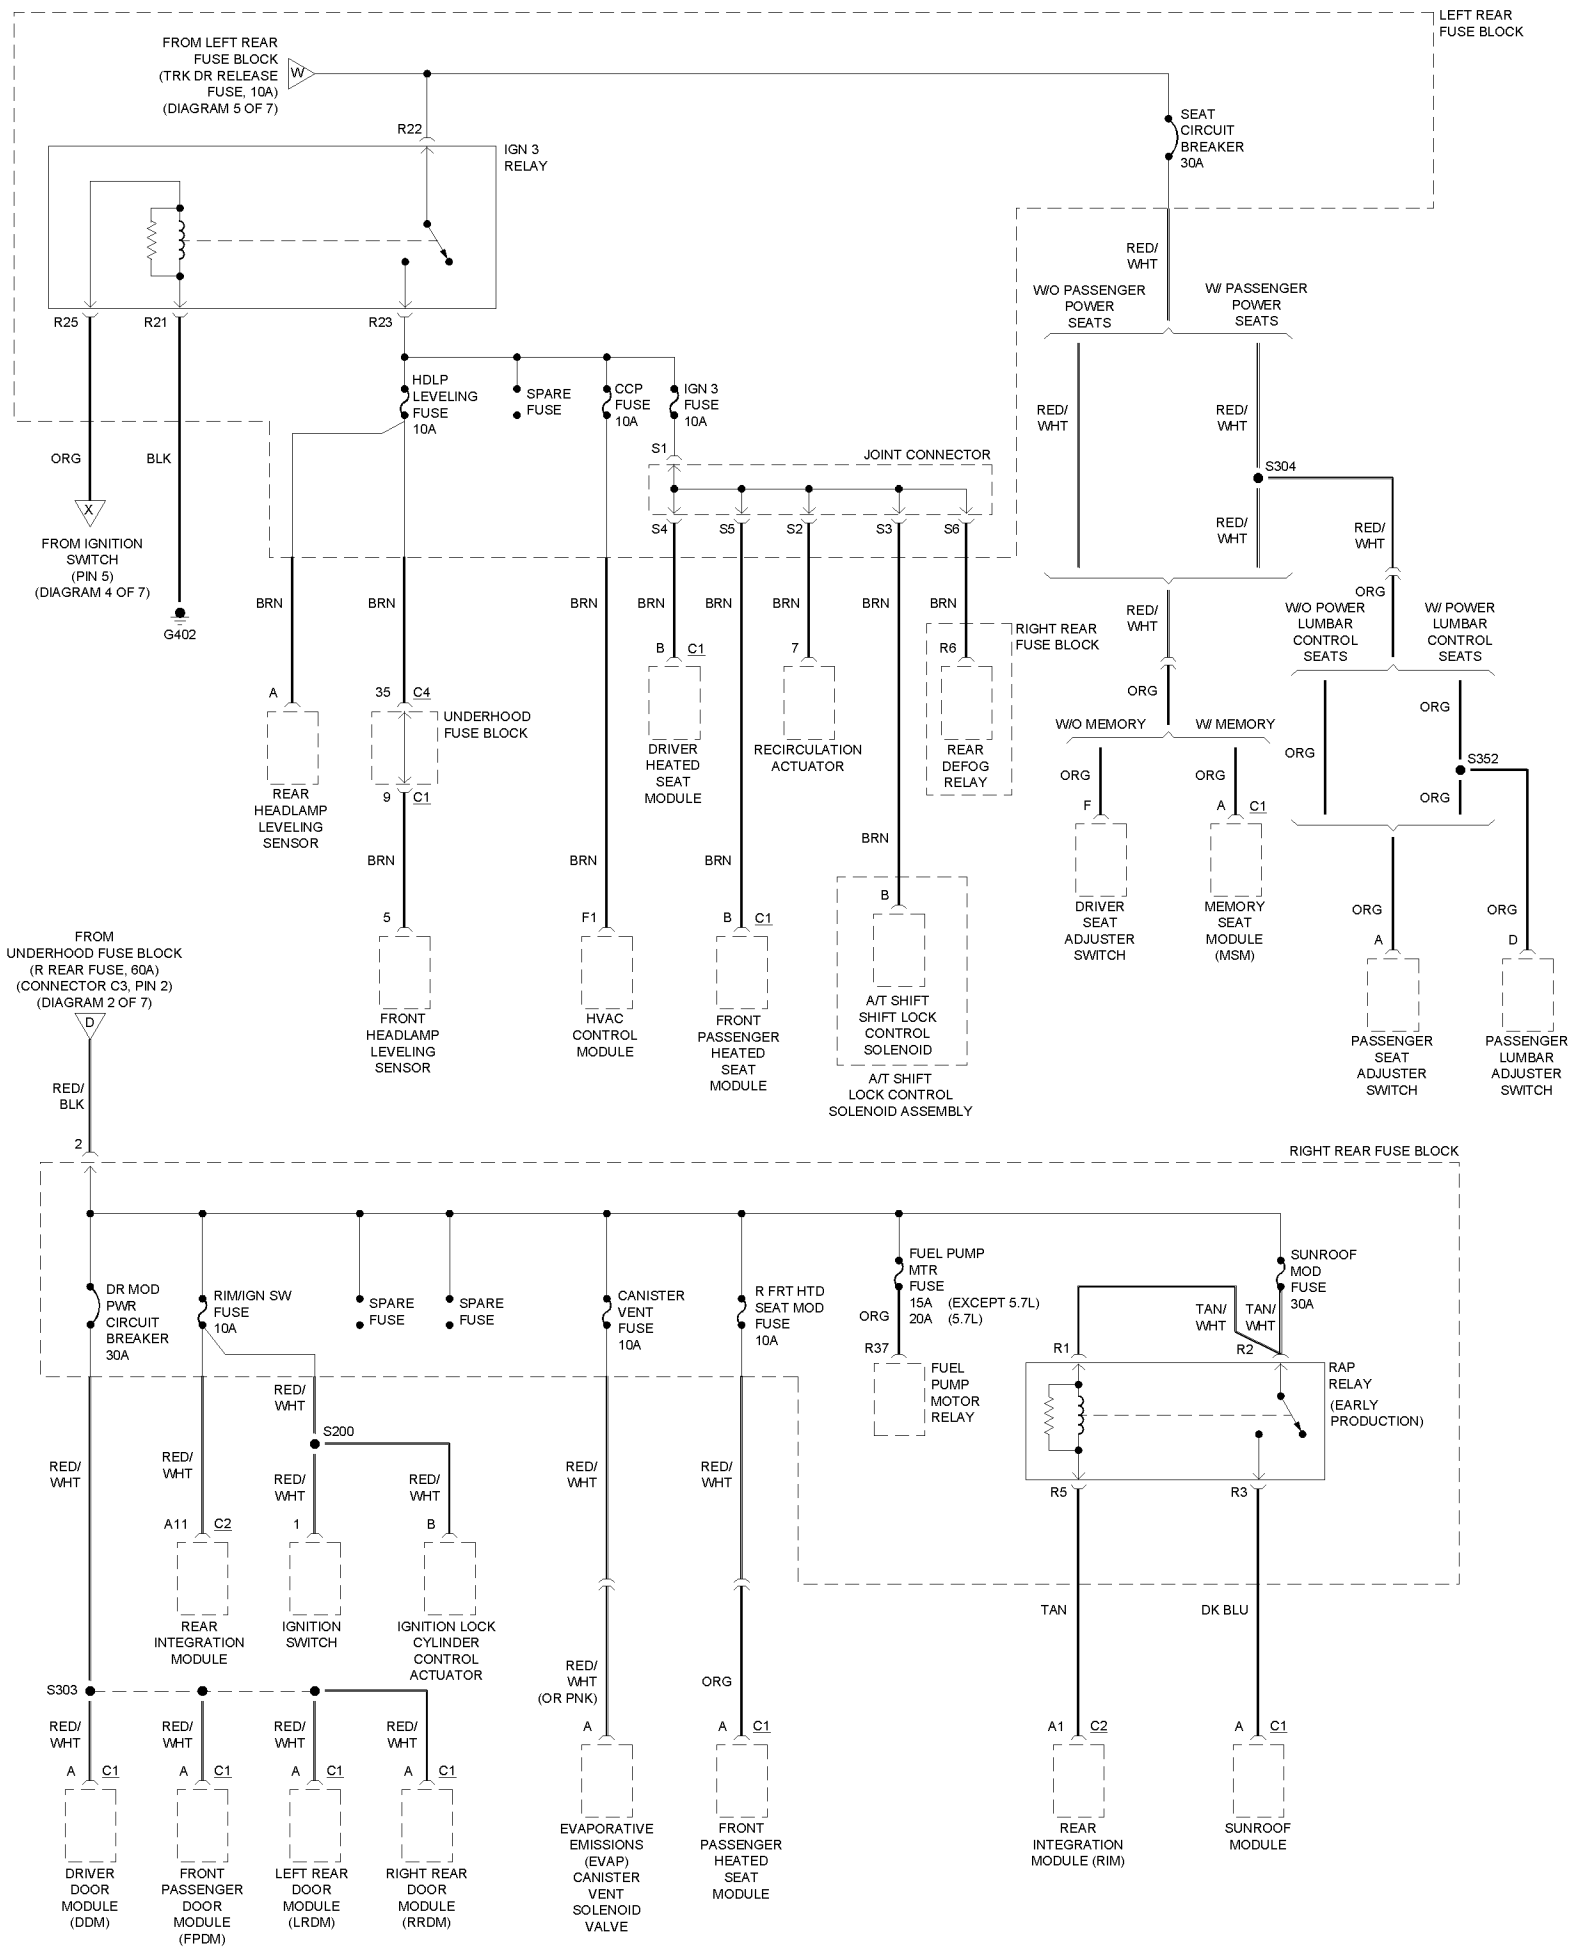 LEFT REAR
FUSE BLOCK
FROM LEFT REAR
FUSE BLOCK
(TRK DR RELEASE
FUSE, 10A)
(DIAGRAM 5 OF 7)
W
SEAT
CIRCUIT
BREAKER
30A
R22
IGN 3
RELAY
R25
R21
R23
RED/
WHT
W/O PASSENGER
POWER
SEATS
W/ PASSENGER
POWER
SEATS
HDLP
LEVELING
FUSE
10A
SPARE
FUSE
CCP
FUSE
10A
IGN 3
FUSE
10A
RED/
WHT
RED/
WHT
ORG
BLK
S1
JOINT CONNECTOR
S304
X
S4
S5
S2
S3
S6
RED/
WHT
RED/
WHT
FROM IGNITION
SWITCH
(PIN 5)
(DIAGRAM 4 OF 7)
G402
BRN
BRN
BRN
BRN
BRN
BRN
BRN
BRN
RED/
WHT
ORG
W/O POWER
LUMBAR
CONTROL
SEATS
W/ POWER
LUMBAR
CONTROL
SEATS
RIGHT REAR
FUSE BLOCK
B
C1
7
R6
A
35
C4
UNDERHOOD
FUSE BLOCK
ORG
ORG
W/O MEMORY
W/ MEMORY
DRIVER
HEATED
SEAT
MODULE
RECIRCULATION
ACTUATOR
REAR
DEFOG
RELAY
ORG
S352
ORG
ORG
ORG
9
C1
F
A
C1
REAR
HEADLAMP
LEVELING
SENSOR
BRN
BRN
BRN
BRN
5
F1
B
C1
B
DRIVER
SEAT
ADJUSTER
SWITCH
MEMORY
SEAT
MODULE
(MSM)
ORG
ORG
A
D
FROM
UNDERHOOD FUSE BLOCK
(R REAR FUSE, 60A)
(CONNECTOR C3, PIN 2)
(DIAGRAM 2 OF 7)
D
FRONT
HEADLAMP
LEVELING
SENSOR
HVAC
CONTROL
MODULE
FRONT
PASSENGER
HEATED
SEAT
MODULE
A/T SHIFT
SHIFT LOCK
CONTROL
SOLENOID
A/T SHIFT
LOCK CONTROL
SOLENOID ASSEMBLY
PASSENGER
SEAT
ADJUSTER
SWITCH
PASSENGER
LUMBAR
ADJUSTER
SWITCH
RED/
BLK
2
RIGHT REAR FUSE BLOCK
DR MOD
PWR
CIRCUIT
BREAKER
30A
RIM/IGN SW
FUSE
10A
SPARE
FUSE
SPARE
FUSE
CANISTER
VENT
FUSE
10A
R FRT HTD
SEAT MOD
FUSE
10A
FUEL PUMP
MTR
FUSE
15A (EXCEPT 5.7L)
20A (5.7L)
SUNROOF
MOD
FUSE
30A
ORG
TAN/
WHT
TAN/
WHT
R37
R1
R2
FUEL
PUMP
MOTOR
RELAY
RAP
RELAY
(EARLY
PRODUCTION)
RED/
WHT
S200
RED/
WHT
RED/
WHT
RED/
WHT
RED/
WHT
RED/
WHT
RED/
WHT
R5
R3
A11
C2
1
B
REAR
INTEGRATION
MODULE
IGNITION
SWITCH
IGNITION LOCK
CYLINDER
CONTROL
ACTUATOR
TAN
DK BLU
RED/
WHT
(OR PNK)
ORG
S303
RED/
WHT
RED/
WHT
RED/
WHT
RED/
WHT
A
A
C1
A1
C2
A
C1
A
C1
A
C1
A
C1
A
C1
DRIVER
DOOR
MODULE
(DDM)
FRONT
PASSENGER
DOOR
MODULE
(FPDM)
LEFT REAR
DOOR
MODULE
(LRDM)
RIGHT REAR
DOOR
MODULE
(RRDM)
EVAPORATIVE
EMISSIONS
(EVAP)
CANISTER
VENT
SOLENOID
VALVE
FRONT
PASSENGER
HEATED
SEAT
MODULE
REAR
INTEGRATION
MODULE (RIM)
SUNROOF
MODULE